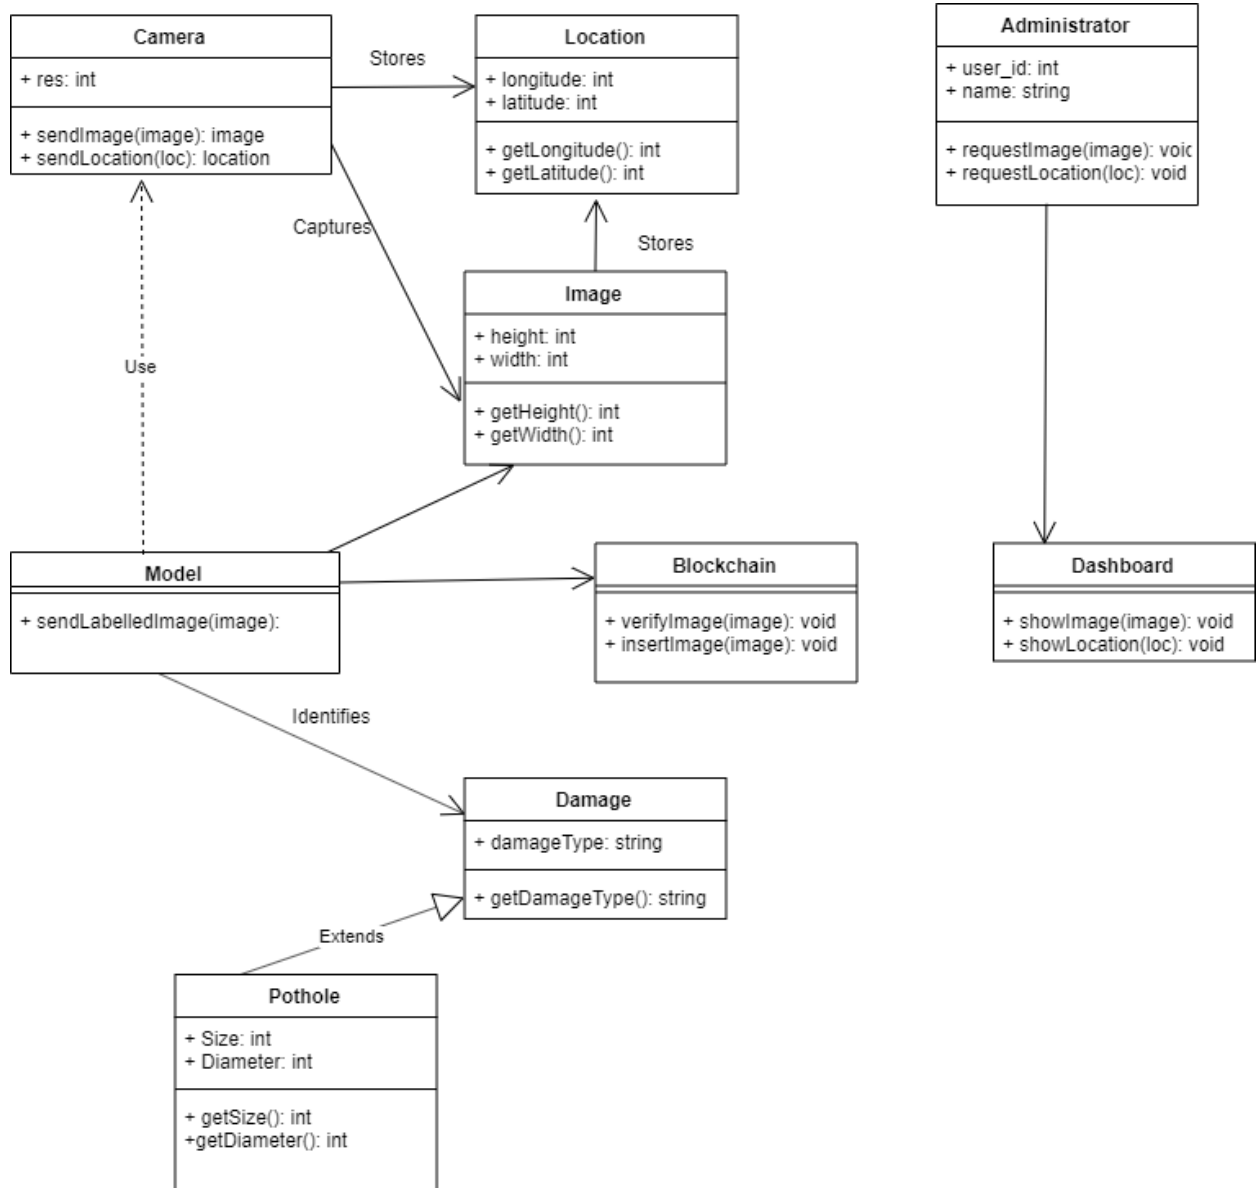 Camera
+ res: int
+ sendImage(image): image
+ sendLocation(loc): location
Stores
Location
+ longitude: int
+ latitude: int
+ getLongitude(): int
+ getLatitude(): int
Administrator
+ user_id: int
+ name: string
+ requestImage(image): void
+ requestLocation(loc): void
Captures
Stores
Image
+ height: int
+ width: int
+ getHeight(): int
+ getWidth(): int
Use
Model
+ sendLabelledImage(image):
Blockchain
+ verifyImage(image): void
+ insertImage(image): void
Dashboard
+ showImage(image): void
+ showLocation(loc): void
Identifies
Damage
+ damageType: string
+ getDamageType(): string
Extends
Pothole
+ Size: int
+ Diameter: int
+ getSize(): int
+getDiameter(): int